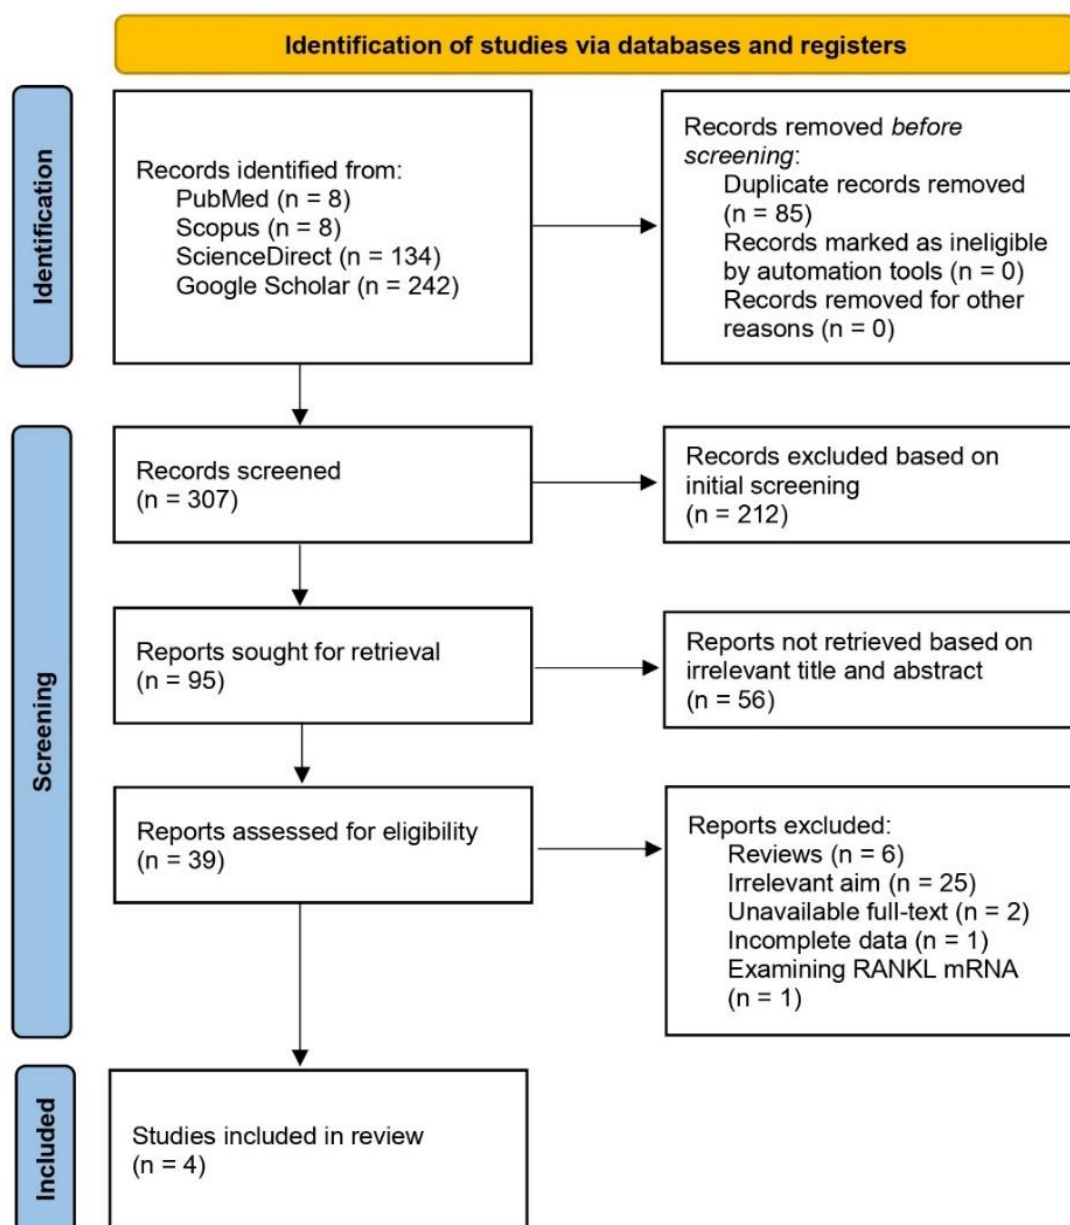 Identification of studies via databases and registers
Identification
Records identified from:
PubMed (n = 8)
Scopus (n = 8)
ScienceDirect (n = 134)
Google Scholar (n = 242)
Records removed before
screening:
Duplicate records removed
(n = 85)
Records marked as ineligible
by automation tools (n = 0)
Records removed for other
reasons (n = 0)
Screening
Records screened
(n = 307)
Records excluded based on
initial screening
(n = 212)
Reports sought for retrieval
(n = 95)
Reports not retrieved based on
irrelevant title and abstract
(n = 56)
Reports assessed for eligibility
(n = 39)
Reports excluded:
Reviews (n = 6)
Irrelevant aim (n = 25)
Unavailable full-text (n = 2)
Incomplete data (n = 1)
Examining RANKL mRNA
(n = 1)
Included
Studies included in review
(n = 4)